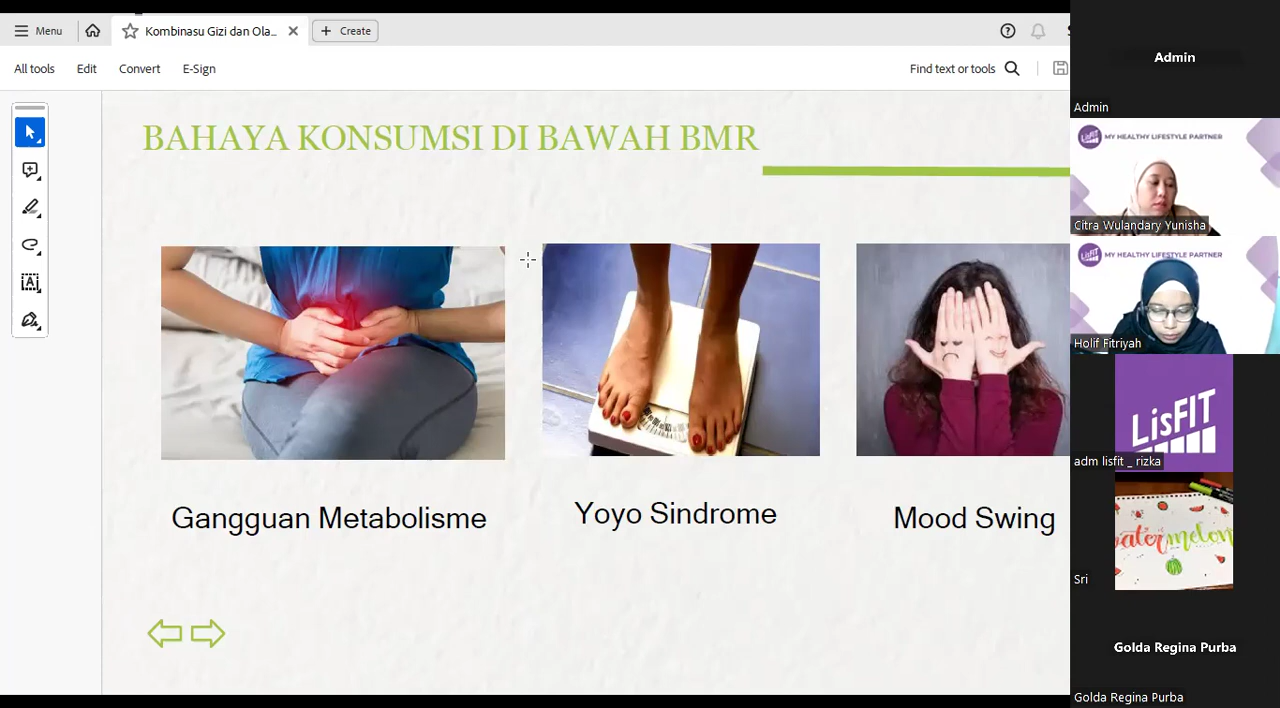 Menu
Kombinasu Gizi dan Ola...
Create
All tools
Edit
Convert
E-Sign
Find text or tools
BAHAYA KONSUMSI DI BAWAH BMR
Gangguan Metabolisme
Yoyo Sindrome
Mood Swing
Admin
Admin
LisFIT MY HEALTHY LIFESTYLE PARTNER
Citra Wulandary Yunisha
LisFIT MY HEALTHY LIFESTYLE PARTNER
Holif Fitriyah
LisFIT
adm lisfit _ rizka
watermelon
Sri
Golda Regina Purba
Golda Regina Purba